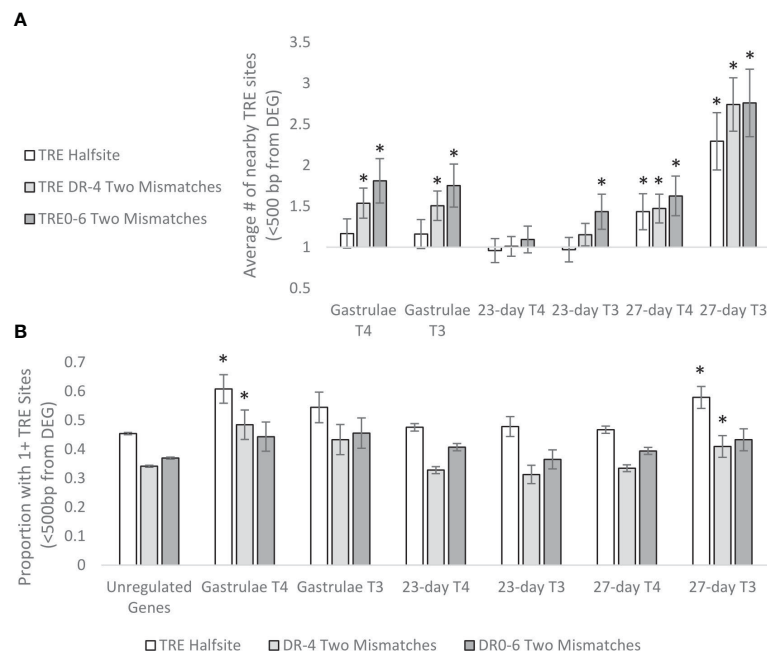 A
Average # of nearby TRE sites
(<500 bp from DEG)
3.5
3
2.5
2
1.5
1
0.5
* * * * * * * * * * *
TRE Halfsite
TRE DR-4 Two Mismatches
TRE0-6 Two Mismatches
Gastrulae Gastrulae 23-day T4 23-day T3 27-day T4 27-day T3
T4 T3
B
Proportion with 1+ TRE Sites
(<500bp from DEG)
0.7
0.6
0.5
0.4
0.3
0.2
0.1
0
* * * *
Unregulated Gastrulae T4 Gastrulae T3 23-day T4 23-day T3 27-day T4 27-day T3
Genes
TRE Halfsite DR-4 Two Mismatches DR0-6 Two Mismatches